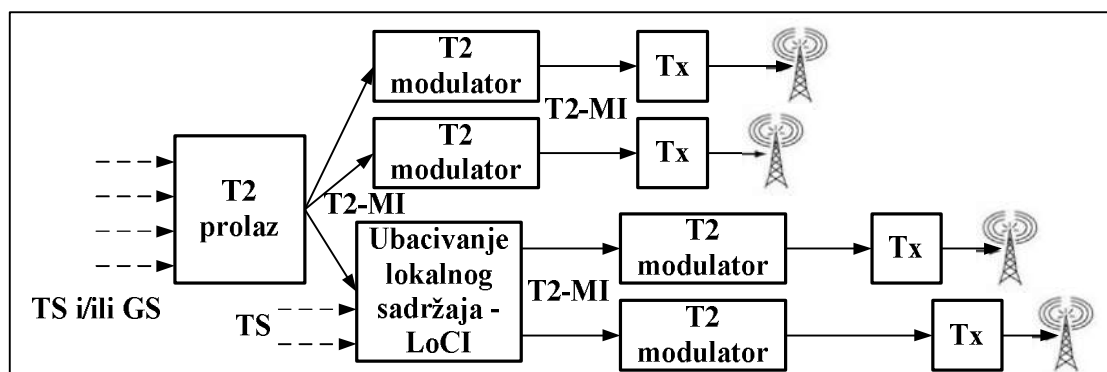 T2
modulator
Tx
T2-MI
T2
modulator
Tx
T2
prolaz
T2-MI
TS i/ili GS
TS
Ubacivanje
lokalnog
sadržaja -
LoCI
T2-MI
T2
modulator
Tx
T2
modulator
Tx